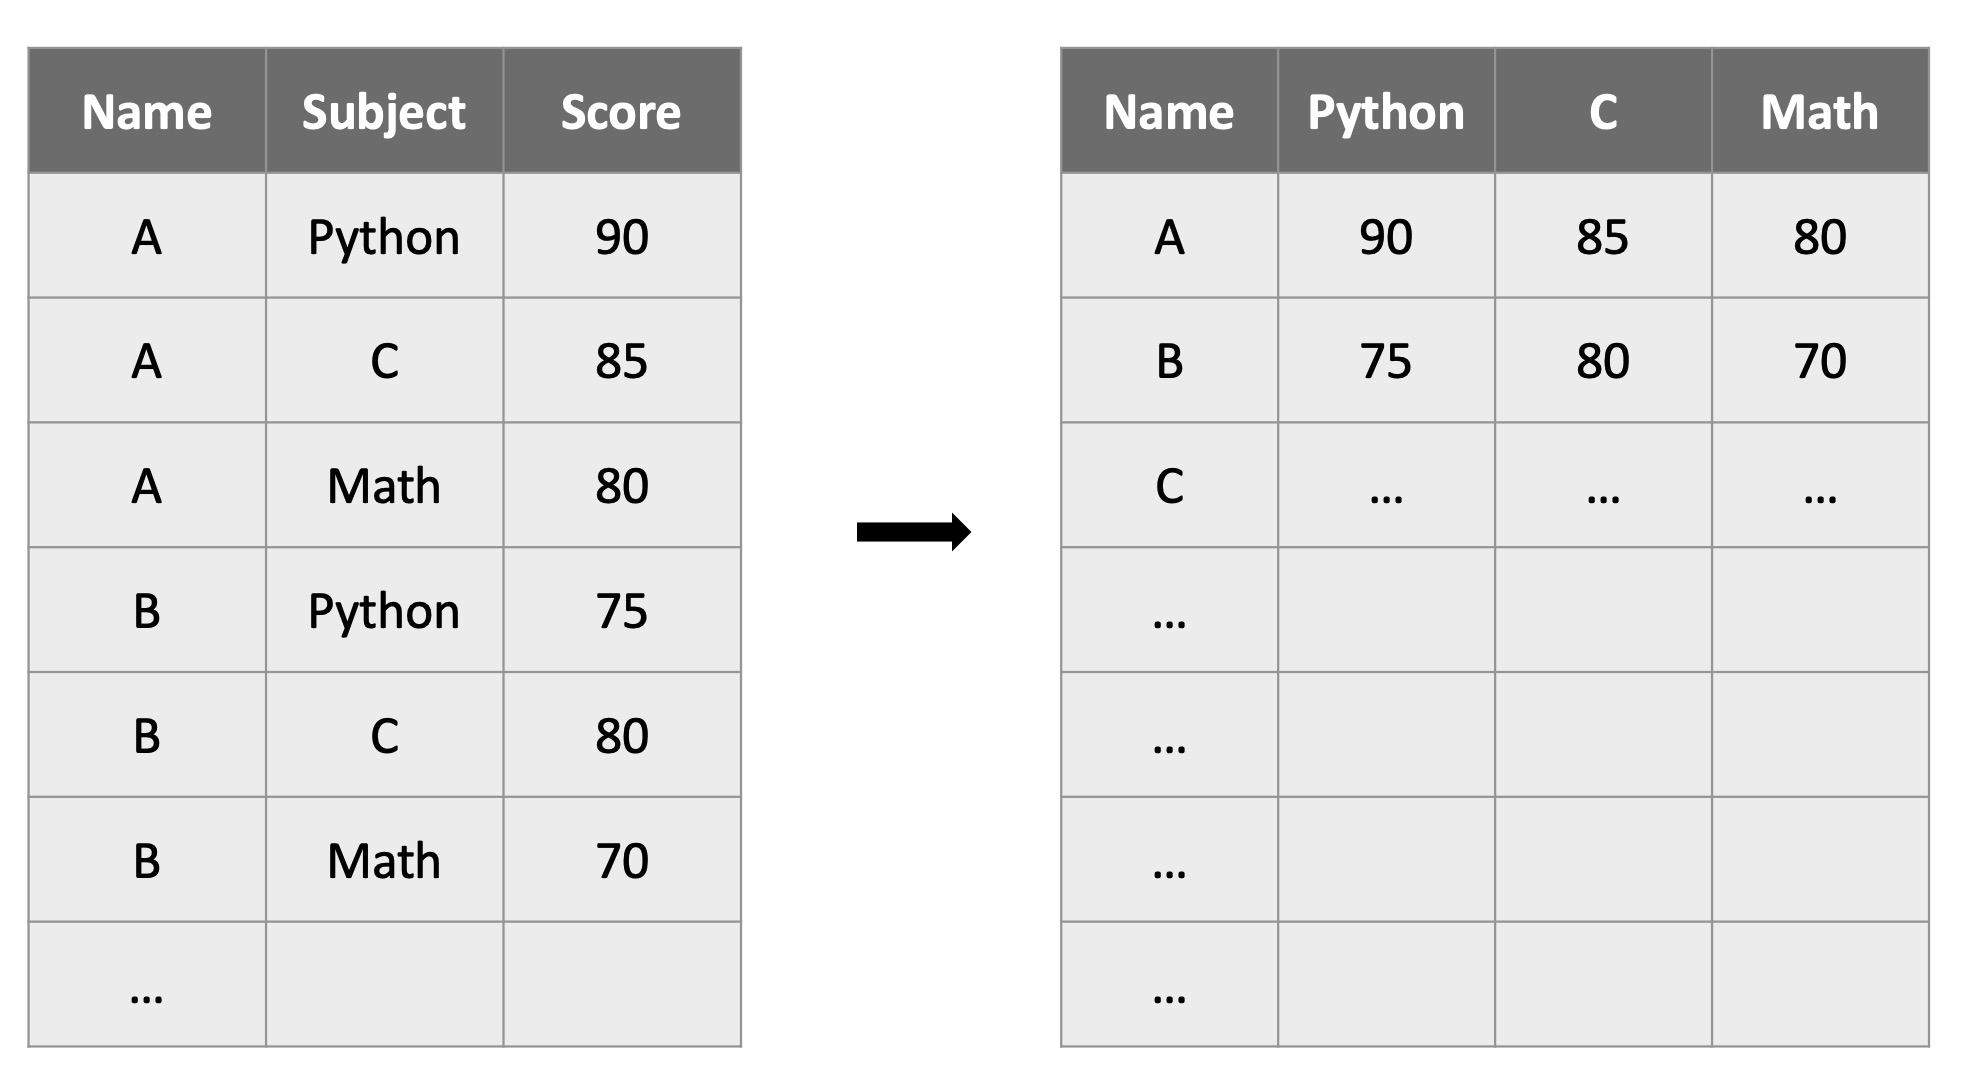 Name Subject Score
A Python 90
A C 85
A Math 80
B Python 75
B C 80
B Math 70
...
Name Python C Math
A 90 85 80
B 75 80 70
C ... ... ...
...
...
...
...